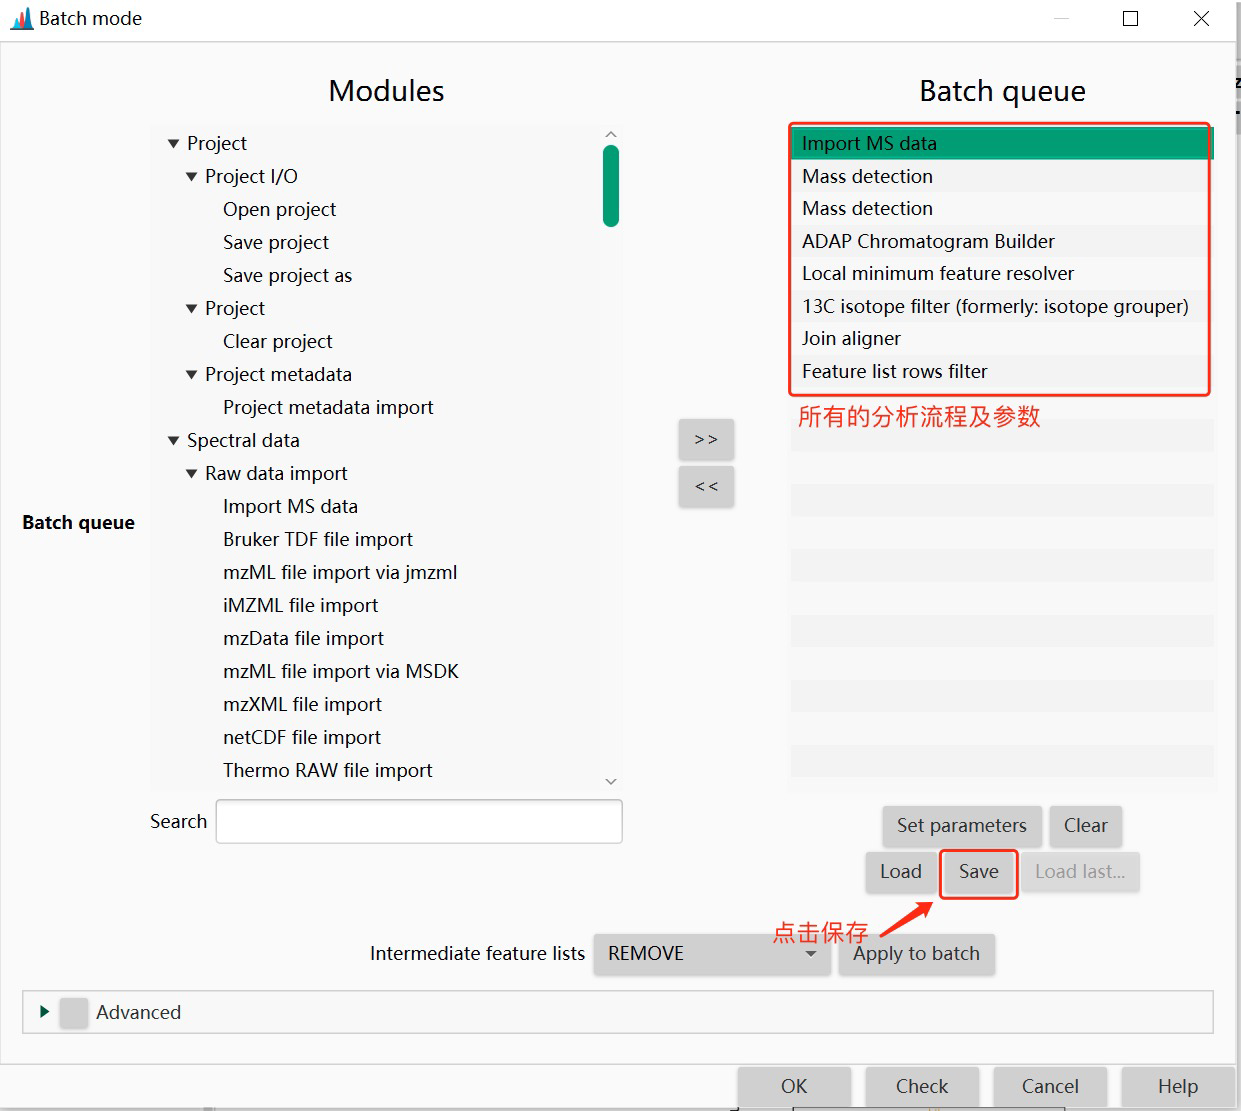 Batch mode
Modules
Batch queue
Project
Project I/O
Open project
Save project
Save project as
Project
Clear project
Project metadata
Project metadata import
Spectral data
Raw data import
Import MS data
Bruker TDF file import
mzML file import via jmzml
iMZML file import
mzData file import
mzML file import via MSDK
mzXML file import
netCDF file import
Thermo RAW file import
Batch queue
Search
>>
<<
Import MS data
Mass detection
Mass detection
ADAP Chromatogram Builder
Local minimum feature resolver
13C isotope filter (formerly: isotope grouper)
Join aligner
Feature list rows filter
所有的分析流程及参数
Set parameters
Clear
Load
Save
Load last...
点击保存
Intermediate feature lists
REMOVE
Apply to batch
Advanced
OK
Check
Cancel
Help